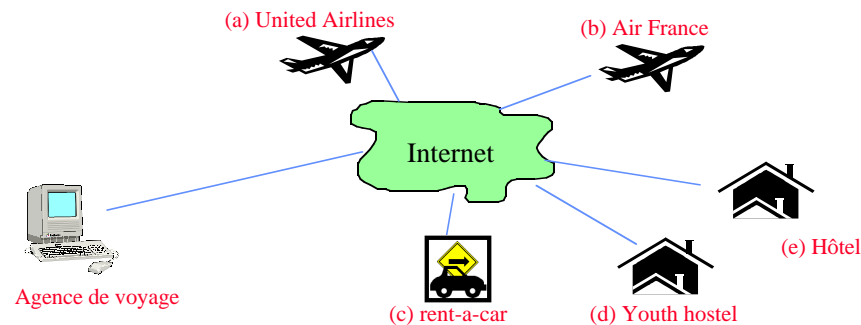 (a) United Airlines
(b) Air France
Internet
(e) Hôtel
Agence de voyage
(c) rent-a-car
(d) Youth hostel